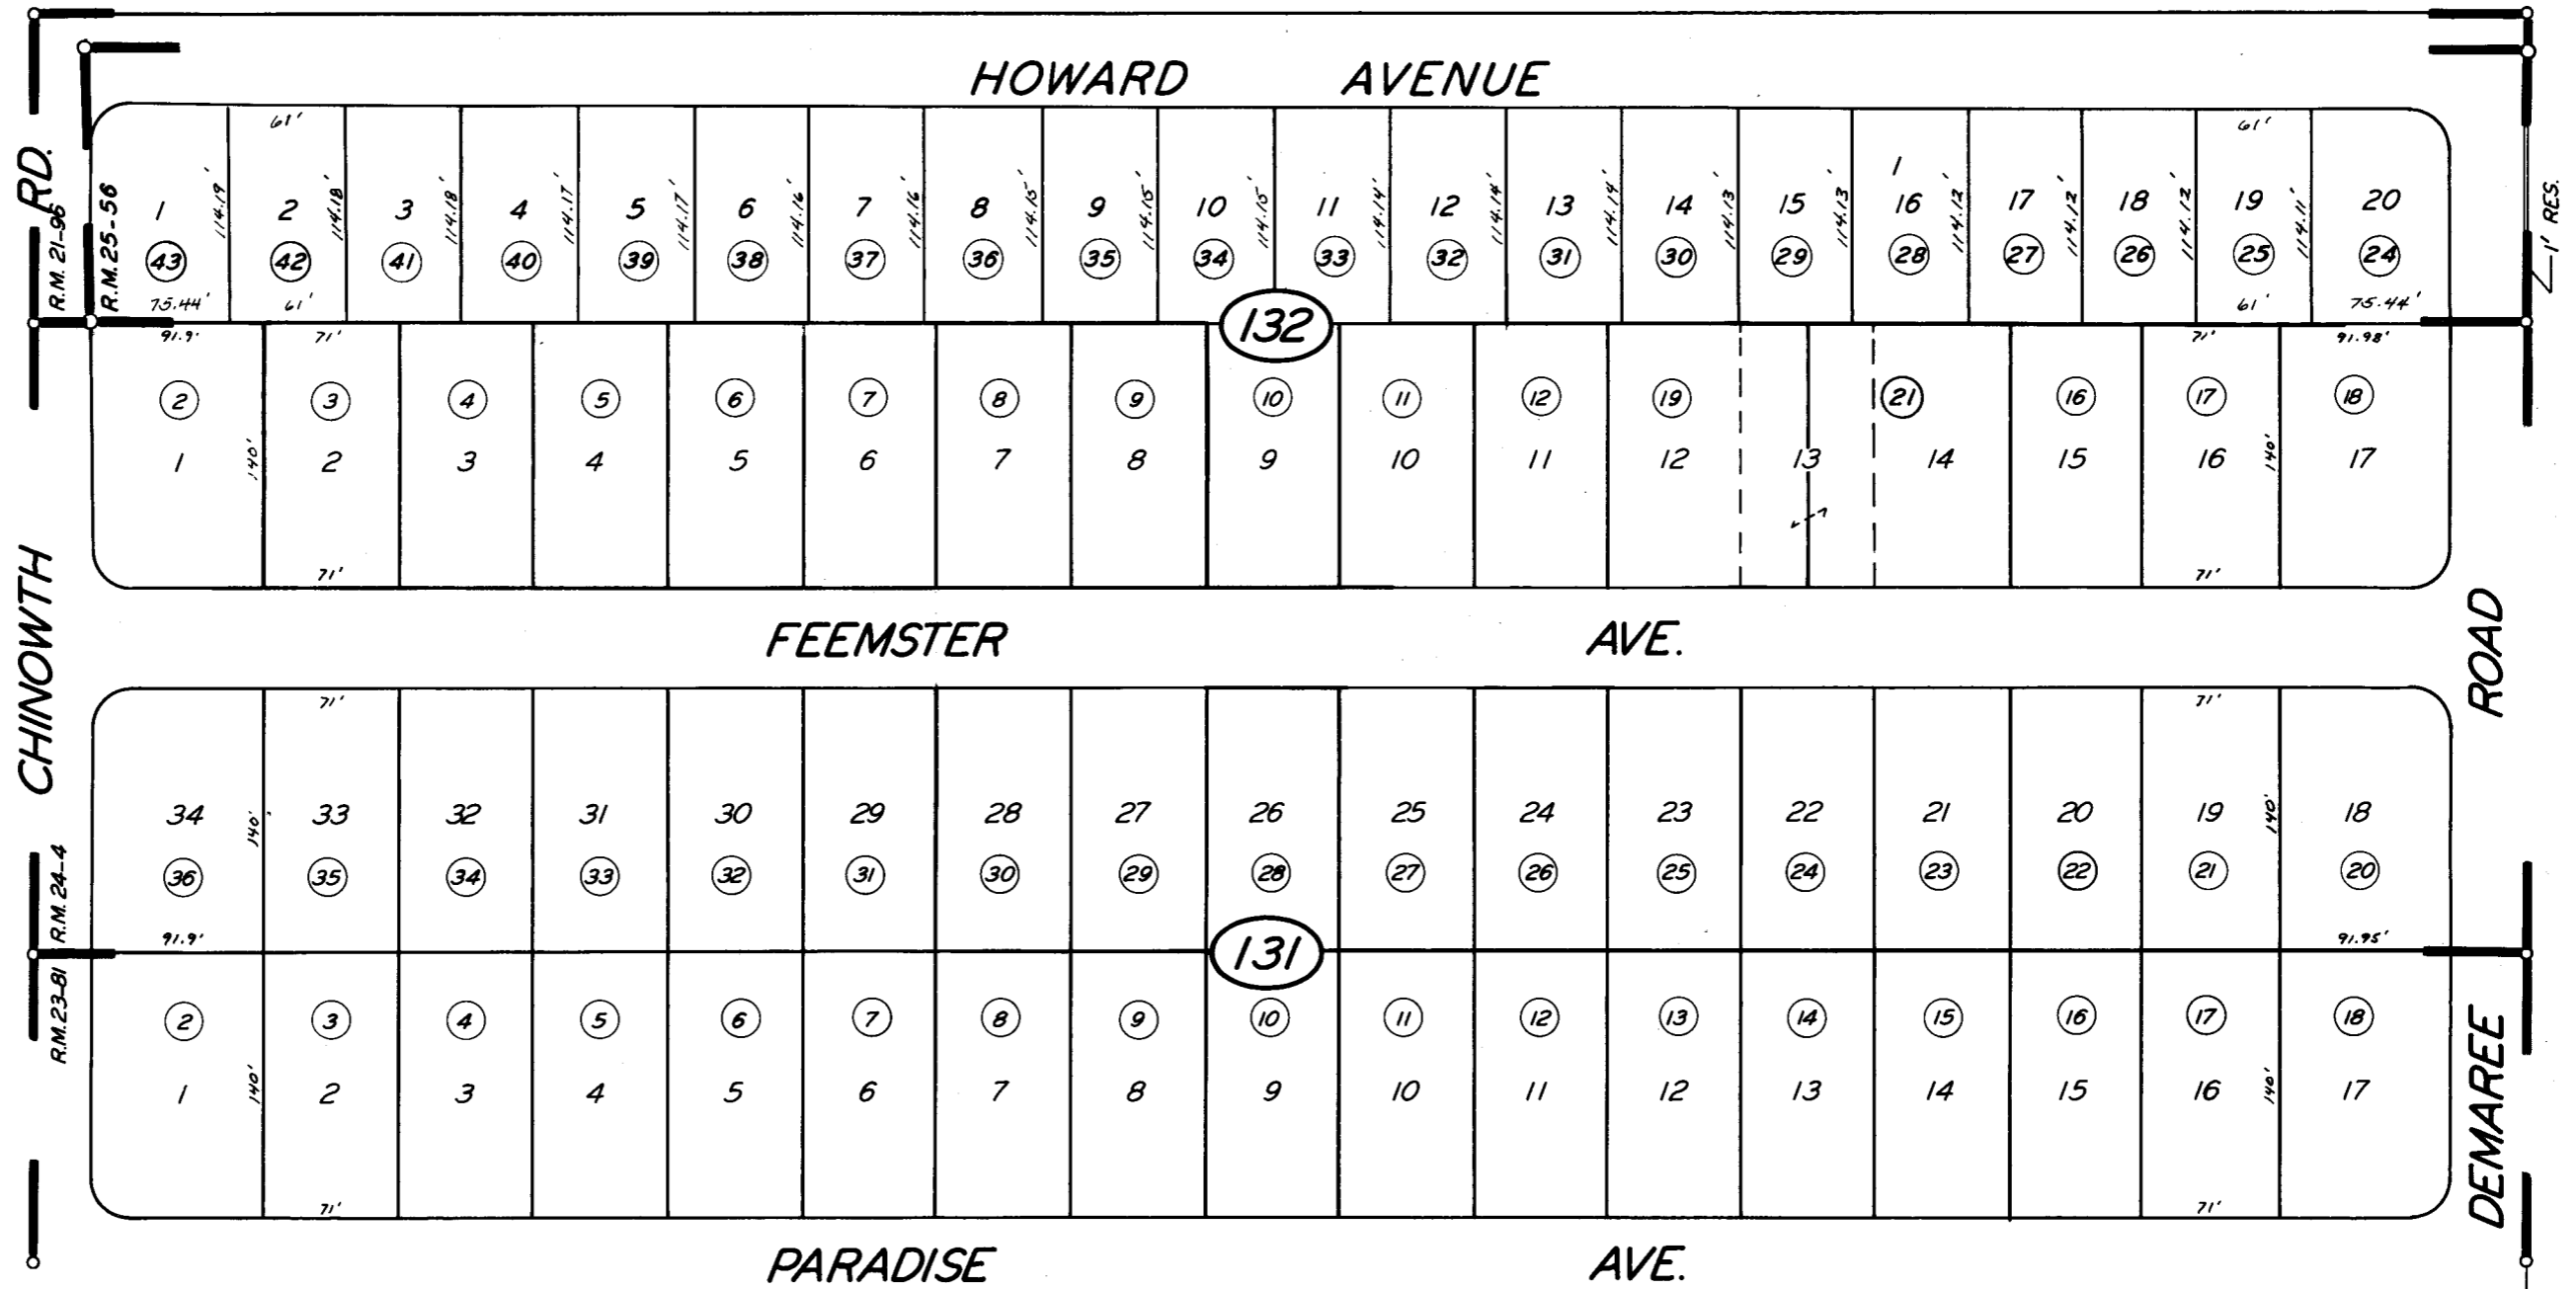 HOWARD AVENUE
61' 61'
1 2 3 4 5 6 7 8 9 10 11 12 13 14 15 1 16 17 18 19 20
114.19' 114.18' 114.18' 114.17' 114.17' 114.16' 114.16' 114.15' 114.15' 114.15' 114.14' 114.14' 114.14' 114.13' 114.13' 114.12' 114.12' 114.12' 114.11'
43 42 41 40 39 38 37 36 35 34 33 32 31 30 29 28 27 26 25 24
75.44' 61' 61' 75.44'
132
91.9' 71' 71' 91.98'
2 3 4 5 6 7 8 9 10 11 12 19 21 16 17 18
1 140' 2 3 4 5 6 7 8 9 10 11 12 13 14 15 16 140' 17
71' 71'
FEEMSTER AVE.
71' 71'
34 140' 33 32 31 30 29 28 27 26 25 24 23 22 21 20 19 140' 18
36 35 34 33 32 31 30 29 28 27 26 25 24 23 22 21 20
91.9' 91.95'
131
2 3 4 5 6 7 8 9 10 11 12 13 14 15 16 17 18
1 140' 2 3 4 5 6 7 8 9 10 11 12 13 14 15 16 140' 17
71' 71'
PARADISE AVE.
CHINOWTH RD.
R.M. 21-96
R.M. 25-56
R.M. 24-4
R.M. 23-81
DEMAREE ROAD
1' RES.